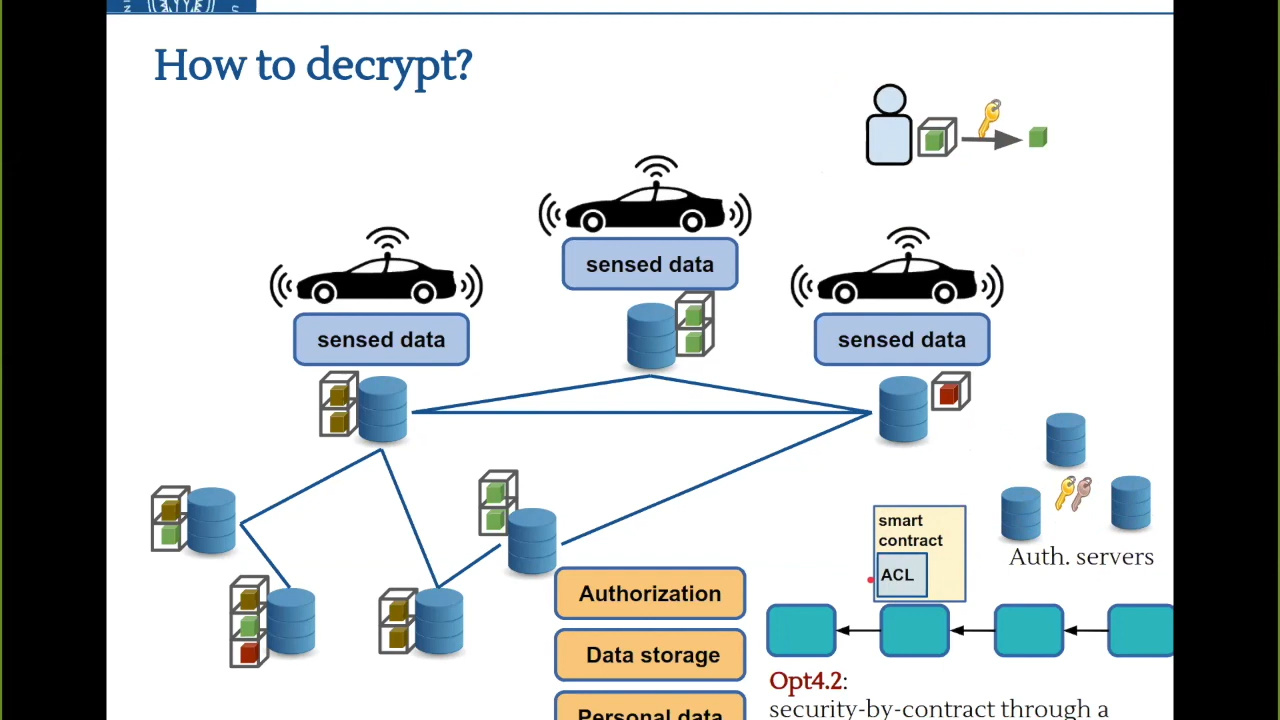 How to decrypt?
sensed data
sensed data
sensed data
smart
contract
ACL
Auth. servers
Authorization
Data storage
Personal data
Opt4.2:
security-by-contract through a